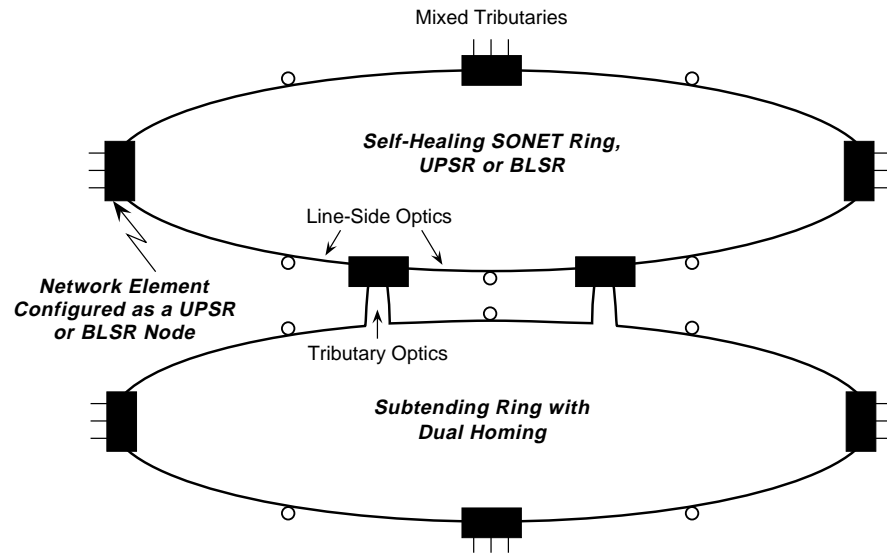 Mixed Tributaries
Self-Healing SONET Ring,
UPSR or BLSR
Line-Side Optics
Network Element
Configured as a UPSR
or BLSR Node
Tributary Optics
Subtending Ring with
Dual Homing